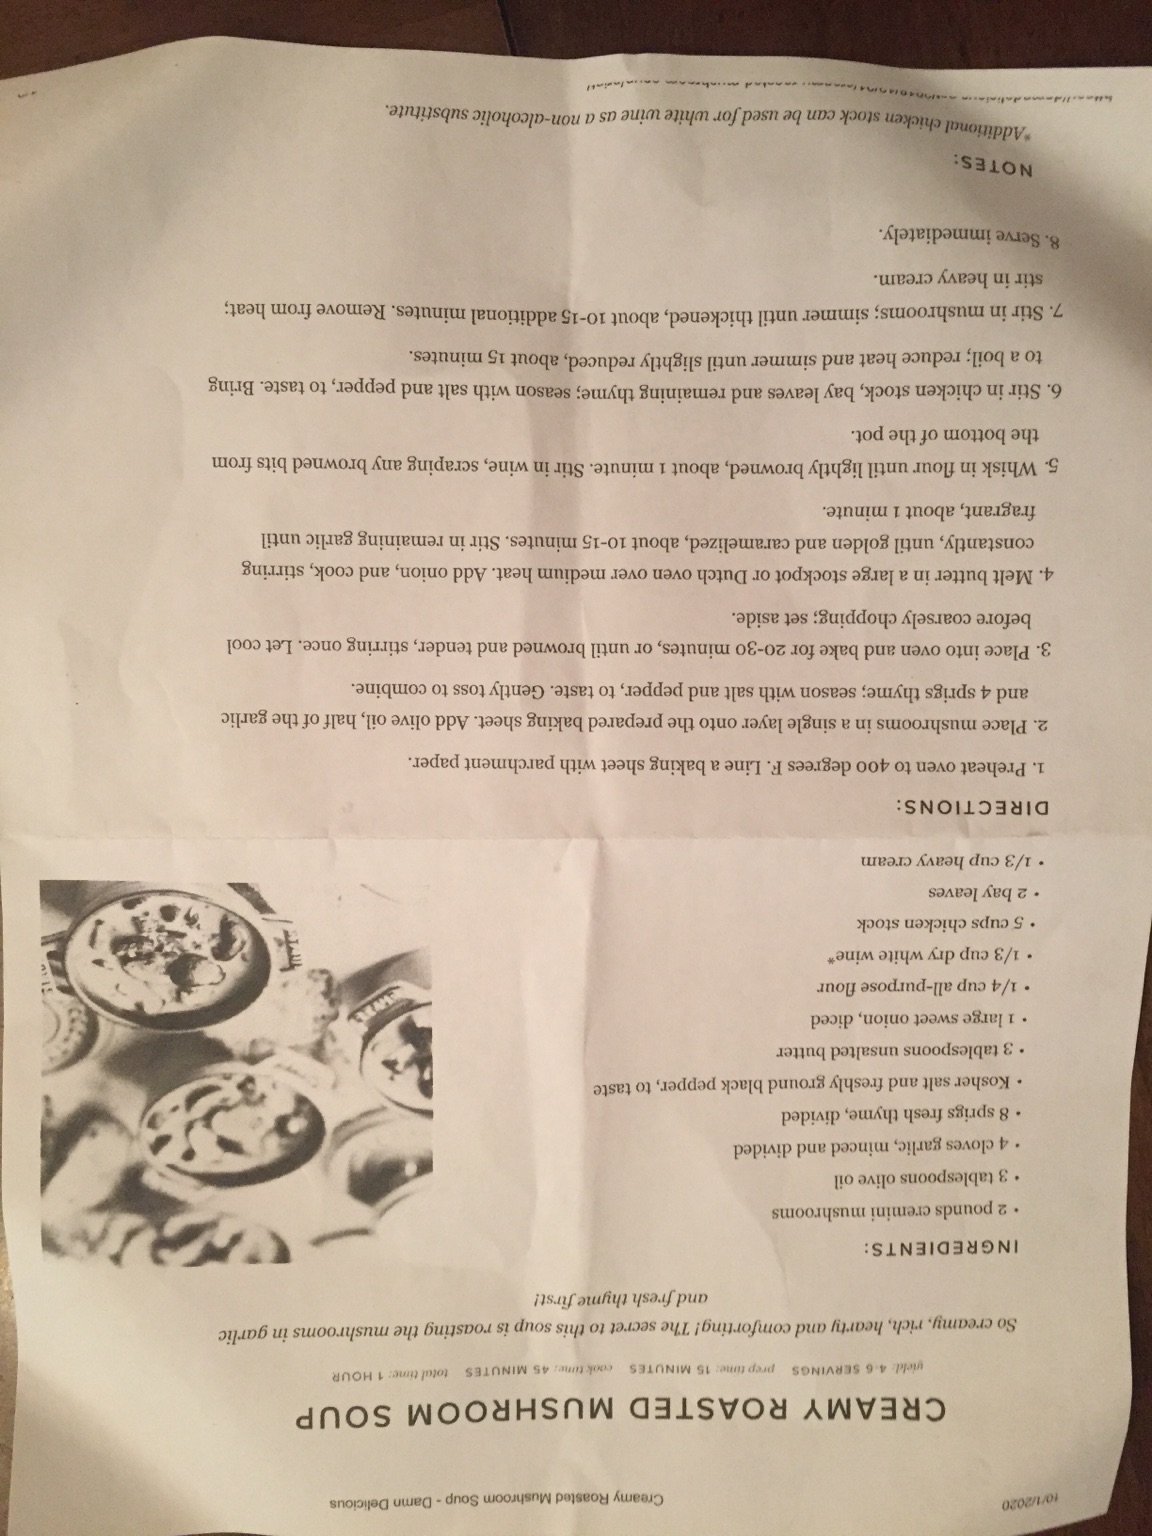 10/1/2020
Creamy Roasted Mushroom Soup - Damn Delicious
CREAMY ROASTED MUSHROOM SOUP
yield: 4-6 SERVINGS prep time: 15 MINUTES cook time: 45 MINUTES total time: 1 HOUR
So creamy, rich, hearty and comforting! The secret to this soup is roasting the mushrooms in garlic
and fresh thyme first!
INGREDIENTS:
• 2 pounds cremini mushrooms
• 3 tablespoons olive oil
• 4 cloves garlic, minced and divided
• 8 sprigs fresh thyme, divided
• Kosher salt and freshly ground black pepper, to taste
• 3 tablespoons unsalted butter
• 1 large sweet onion, diced
• 1/4 cup all-purpose flour
• 1/3 cup dry white wine*
• 5 cups chicken stock
• 2 bay leaves
• 1/3 cup heavy cream
DIRECTIONS:
1. Preheat oven to 400 degrees F. Line a baking sheet with parchment paper.
2. Place mushrooms in a single layer onto the prepared baking sheet. Add olive oil, half of the garlic
and 4 sprigs thyme; season with salt and pepper, to taste. Gently toss to combine.
3. Place into oven and bake for 20-30 minutes, or until browned and tender, stirring once. Let cool
before coarsely chopping; set aside.
4. Melt butter in a large stockpot or Dutch oven over medium heat. Add onion, and cook, stirring
constantly, until golden and caramelized, about 10-15 minutes. Stir in remaining garlic until
fragrant, about 1 minute.
5. Whisk in flour until lightly browned, about 1 minute. Stir in wine, scraping any browned bits from
the bottom of the pot.
6. Stir in chicken stock, bay leaves and remaining thyme; season with salt and pepper, to taste. Bring
to a boil; reduce heat and simmer until slightly reduced, about 15 minutes.
7. Stir in mushrooms; simmer until thickened, about 10-15 additional minutes. Remove from heat;
stir in heavy cream.
8. Serve immediately.
NOTES:
*Additional chicken stock can be used for white wine as a non-alcoholic substitute.